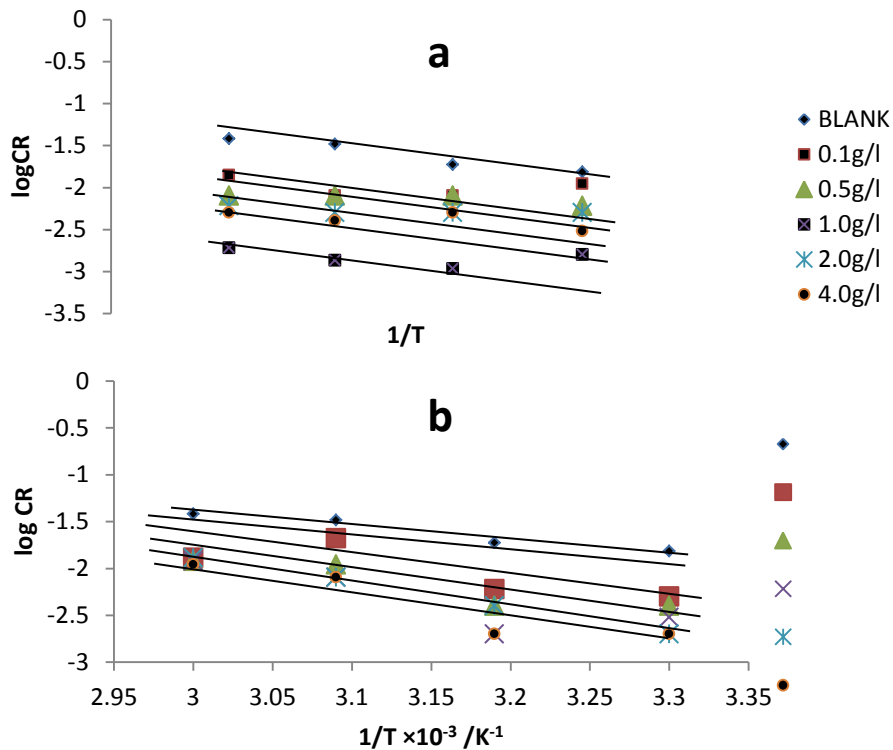 a
0
-0.5
-1
-1.5
-2
-2.5
-3
-3.5
logCR
1/T
BLANK
0.1g/l
0.5g/l
1.0g/l
2.0g/l
4.0g/l
b
0
-0.5
-1
-1.5
-2
-2.5
-3
log CR
2.95 3 3.1 3.15 3.2 3.25 3.3 3.35
1/T ×10⁻³ /K⁻¹